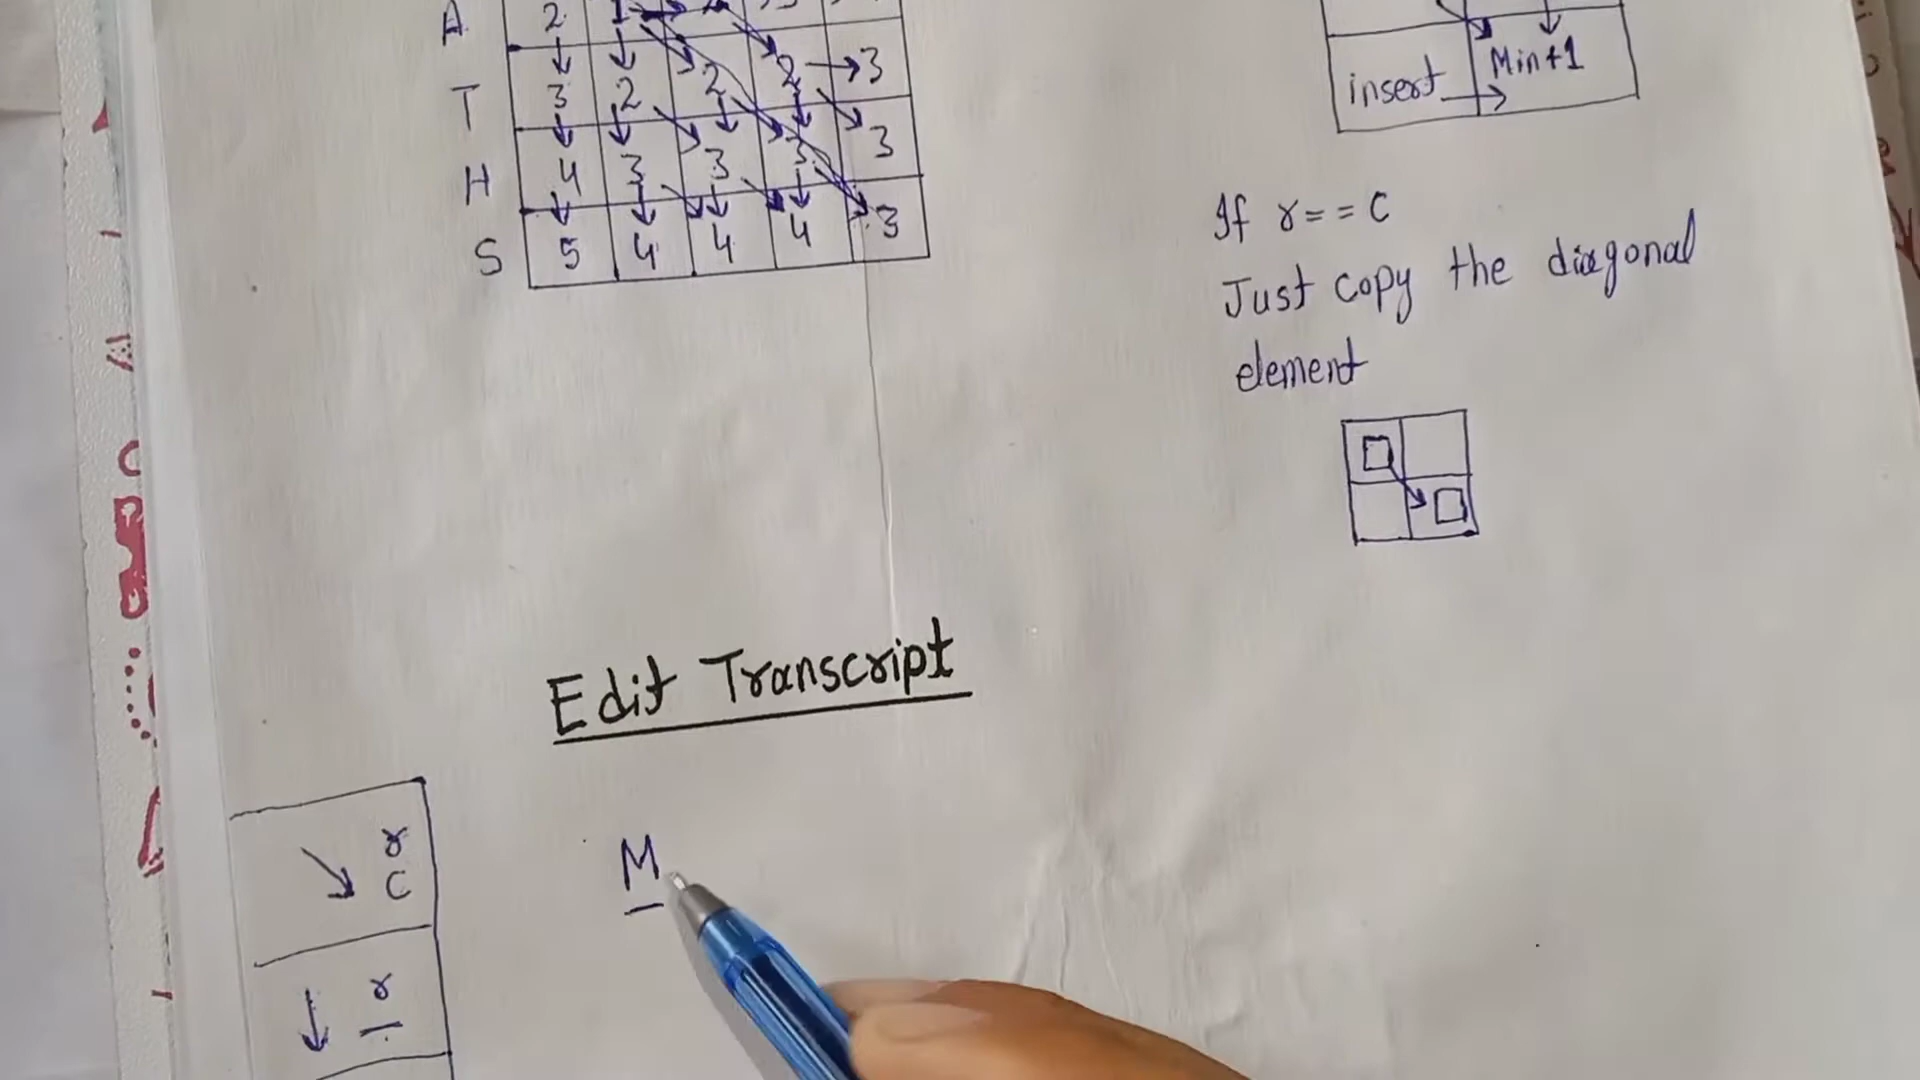 A 2 1
T 3 2 2 2 3
H 4 3 3 3 3
S 5 4 4 4 3
insert Min+1
If r == C
Just copy the diagonal
element
Edit Transcript
r
C
M
—
r
—